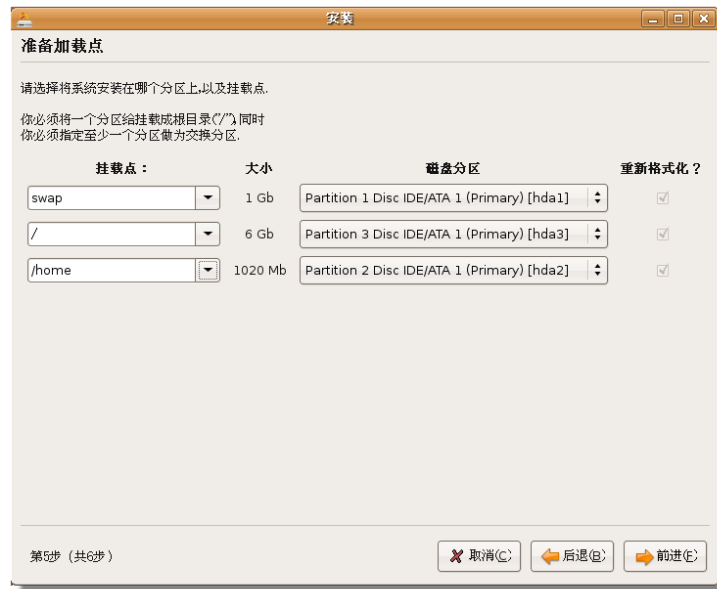 安装
准备加载点
请选择将系统安装在哪个分区上,以及挂载点.
你必须将一个分区给挂载成根目录("/"),同时
你必须指定至少一个分区做为交换分区.
挂载点： 大小 磁盘分区 重新格式化？
swap 1 Gb Partition 1 Disc IDE/ATA 1 (Primary) [hda1]
/ 6 Gb Partition 3 Disc IDE/ATA 1 (Primary) [hda3]
/home 1020 Mb Partition 2 Disc IDE/ATA 1 (Primary) [hda2]
第5步（共6步） 取消(C) 后退(B) 前进(F)